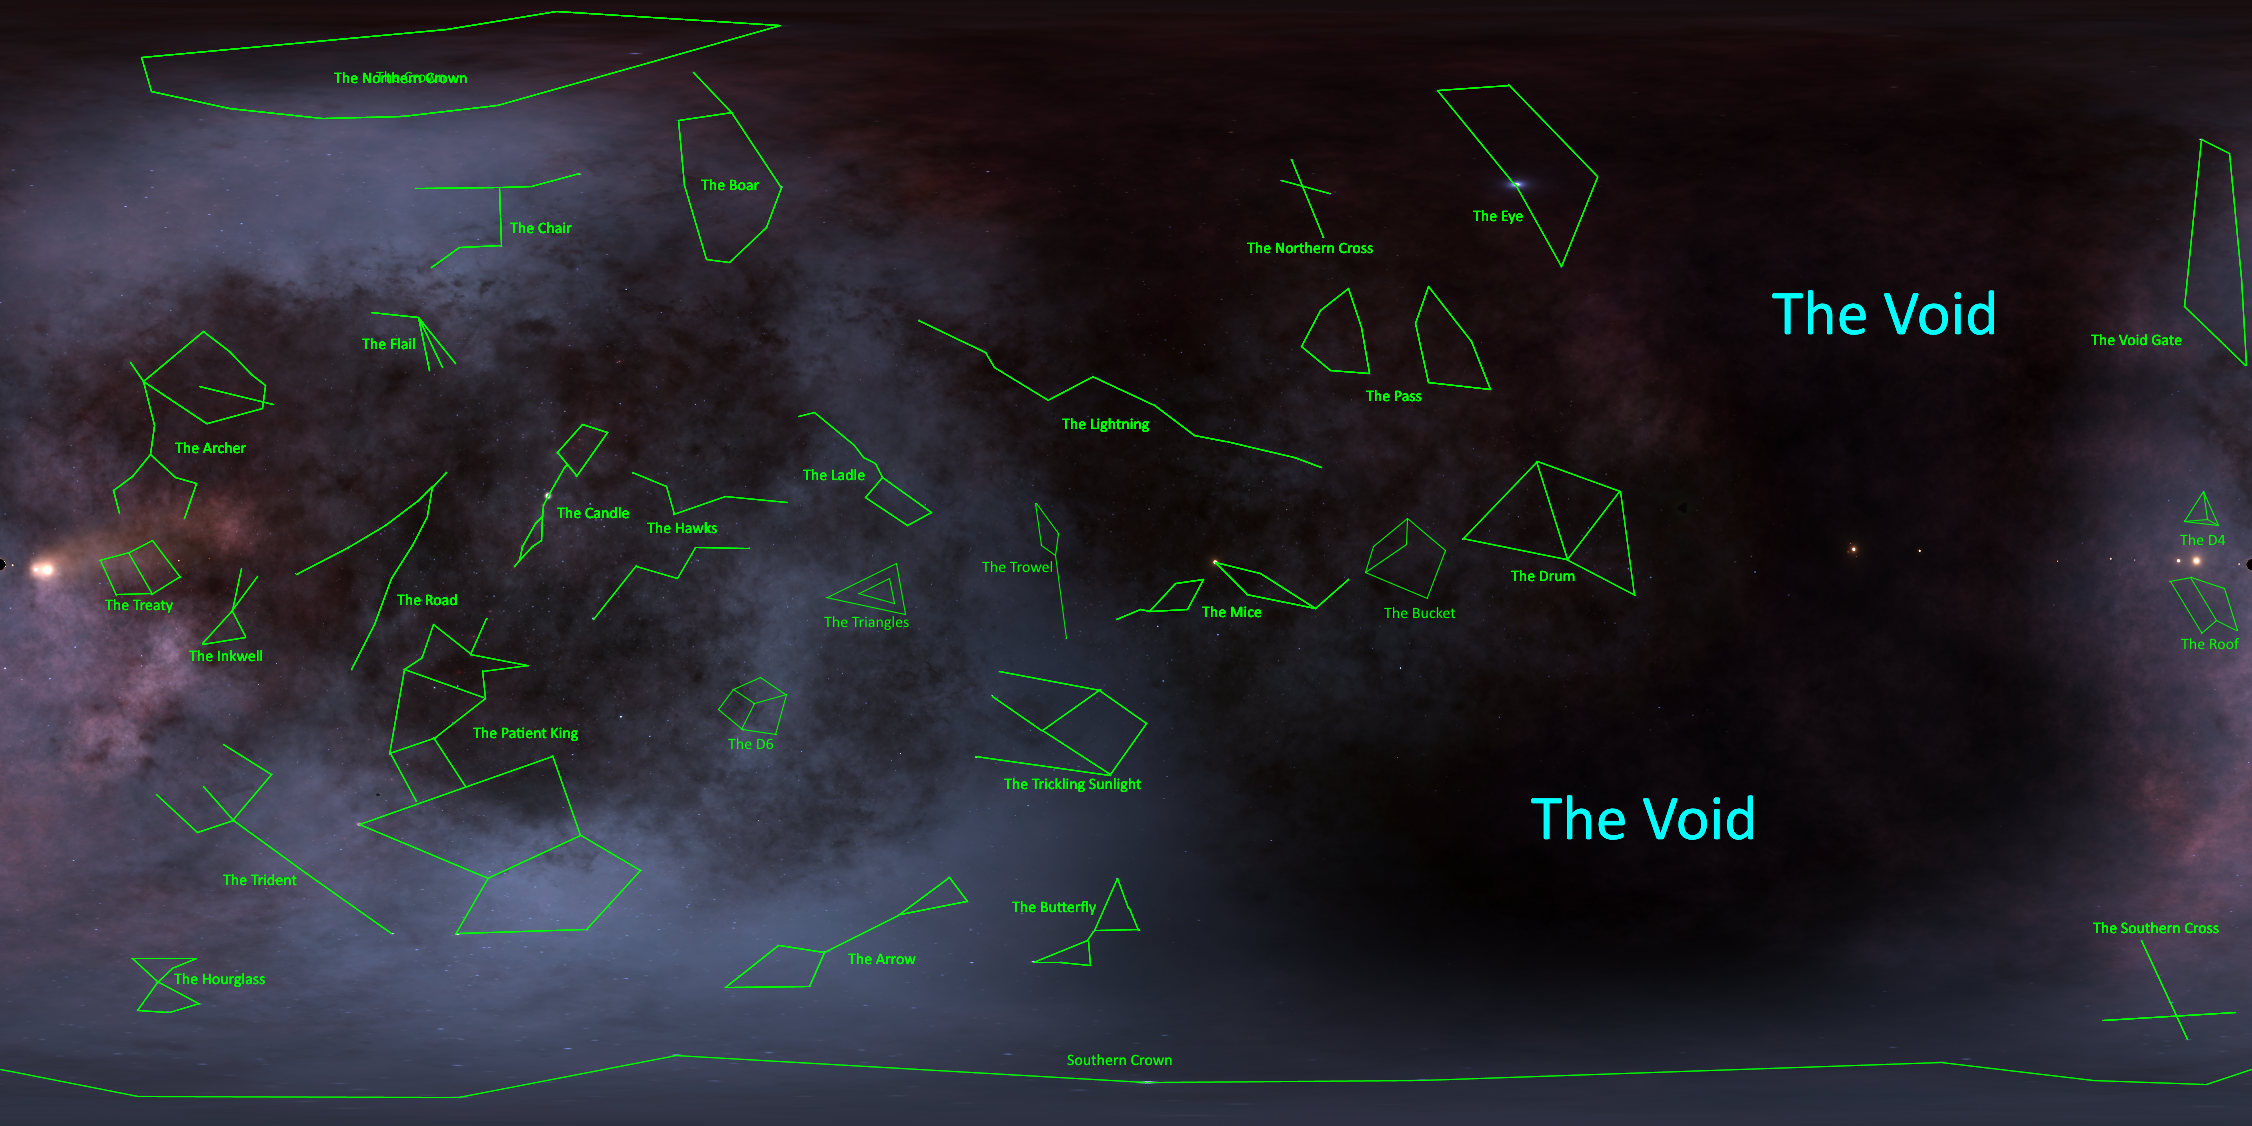 The Northern Crown
The Crown
The Boar
The Chair
The Eye
The Northern Cross
The Void
The Void Gate
The Flail
The Pass
The Lightning
The Archer
The Ladle
The Candle
The Hawks
The D4
The Trowel
The Drum
The Treaty
The Road
The Mice
The Bucket
The Triangles
The Roof
The Inkwell
The Patient King
The D6
The Trickling Sunlight
The Void
The Trident
The Butterfly
The Southern Cross
The Arrow
The Hourglass
Southern Crown